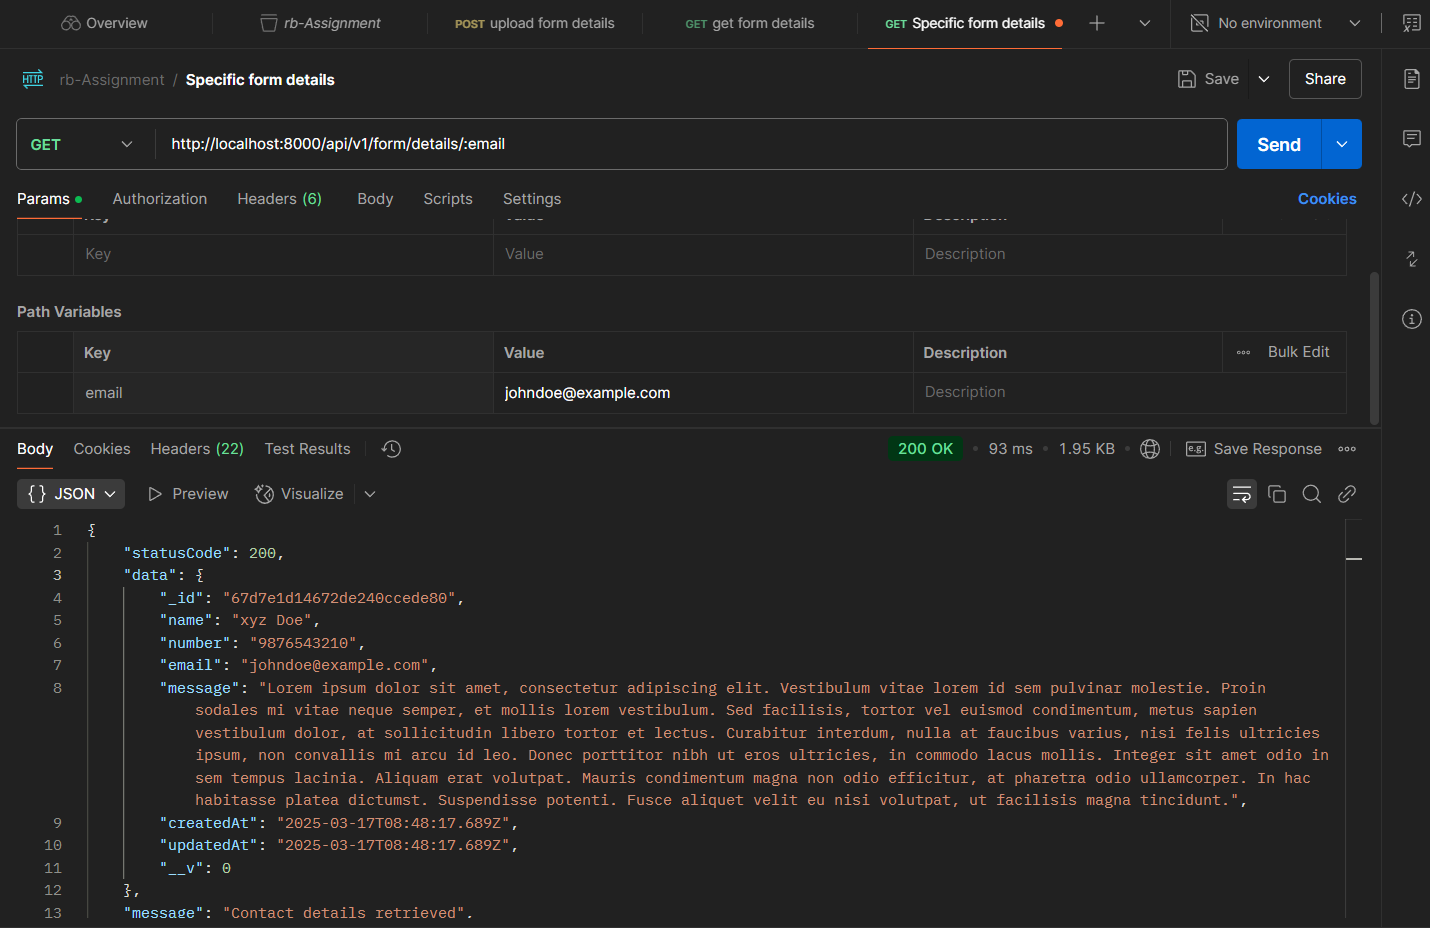 Overview
rb-Assignment
POST upload form details
GET get form details
GET Specific form details
No environment
HTTP rb-Assignment / Specific form details
Save
Share
GET
http://localhost:8000/api/v1/form/details/:email
Send
Params
Authorization
Headers (6)
Body
Scripts
Settings
Cookies
Key Value Description
Key Value Description
Path Variables
Key Value Description Bulk Edit
email johndoe@example.com Description
Body
Cookies
Headers (22)
Test Results
200 OK • 93 ms • 1.95 KB •
e.g. Save Response
{} JSON
Preview
Visualize
1 {
2 "statusCode": 200,
3 "data": {
4 "_id": "67d7e1d14672de240ccede80",
5 "name": "xyz Doe",
6 "number": "9876543210",
7 "email": "johndoe@example.com",
8 "message": "Lorem ipsum dolor sit amet, consectetur adipiscing elit. Vestibulum vitae lorem id sem pulvinar molestie. Proin
sodales mi vitae neque semper, et mollis lorem vestibulum. Sed facilisis, tortor vel euismod condimentum, metus sapien
vestibulum dolor, at sollicitudin libero tortor et lectus. Curabitur interdum, nulla at faucibus varius, nisi felis ultricies
ipsum, non convallis mi arcu id leo. Donec porttitor nibh ut eros ultricies, in commodo lacus mollis. Integer sit amet odio in
sem tempus lacinia. Aliquam erat volutpat. Mauris condimentum magna non odio efficitur, at pharetra odio ullamcorper. In hac
habitasse platea dictumst. Suspendisse potenti. Fusce aliquet velit eu nisi volutpat, ut facilisis magna tincidunt.",
9 "createdAt": "2025-03-17T08:48:17.689Z",
10 "updatedAt": "2025-03-17T08:48:17.689Z",
11 "__v": 0
12 },
13 "message": "Contact details retrieved",